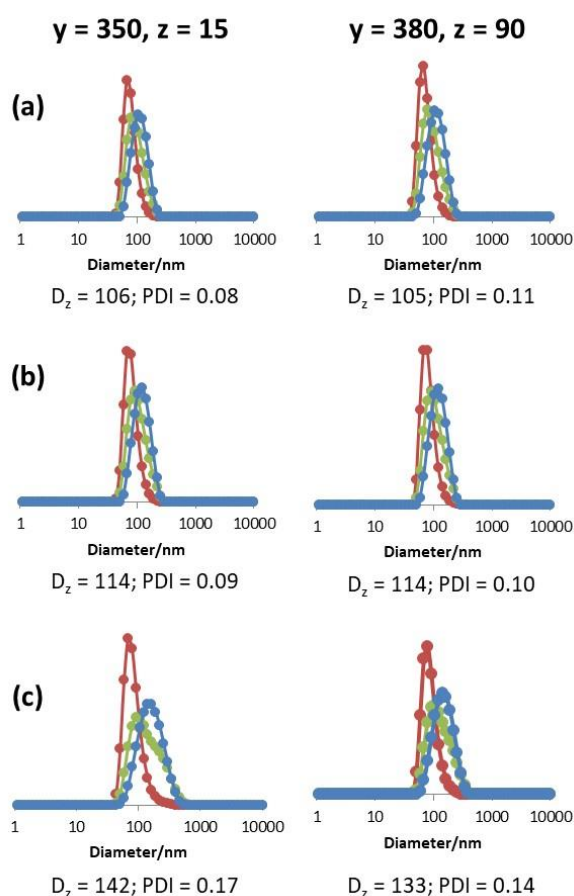 y = 350, z = 15 y = 380, z = 90
(a)
1 10 100 1000 10000 1 10 100 1000 10000
Diameter/nm Diameter/nm
D_z = 106; PDI = 0.08 D_z = 105; PDI = 0.11
(b)
1 10 100 1000 10000 1 10 100 1000 10000
Diameter/nm Diameter/nm
D_z = 114; PDI = 0.09 D_z = 114; PDI = 0.10
(c)
1 10 100 1000 10000 1 10 100 1000 10000
Diameter/nm Diameter/nm
D_z = 142; PDI = 0.17 D_z = 133; PDI = 0.14